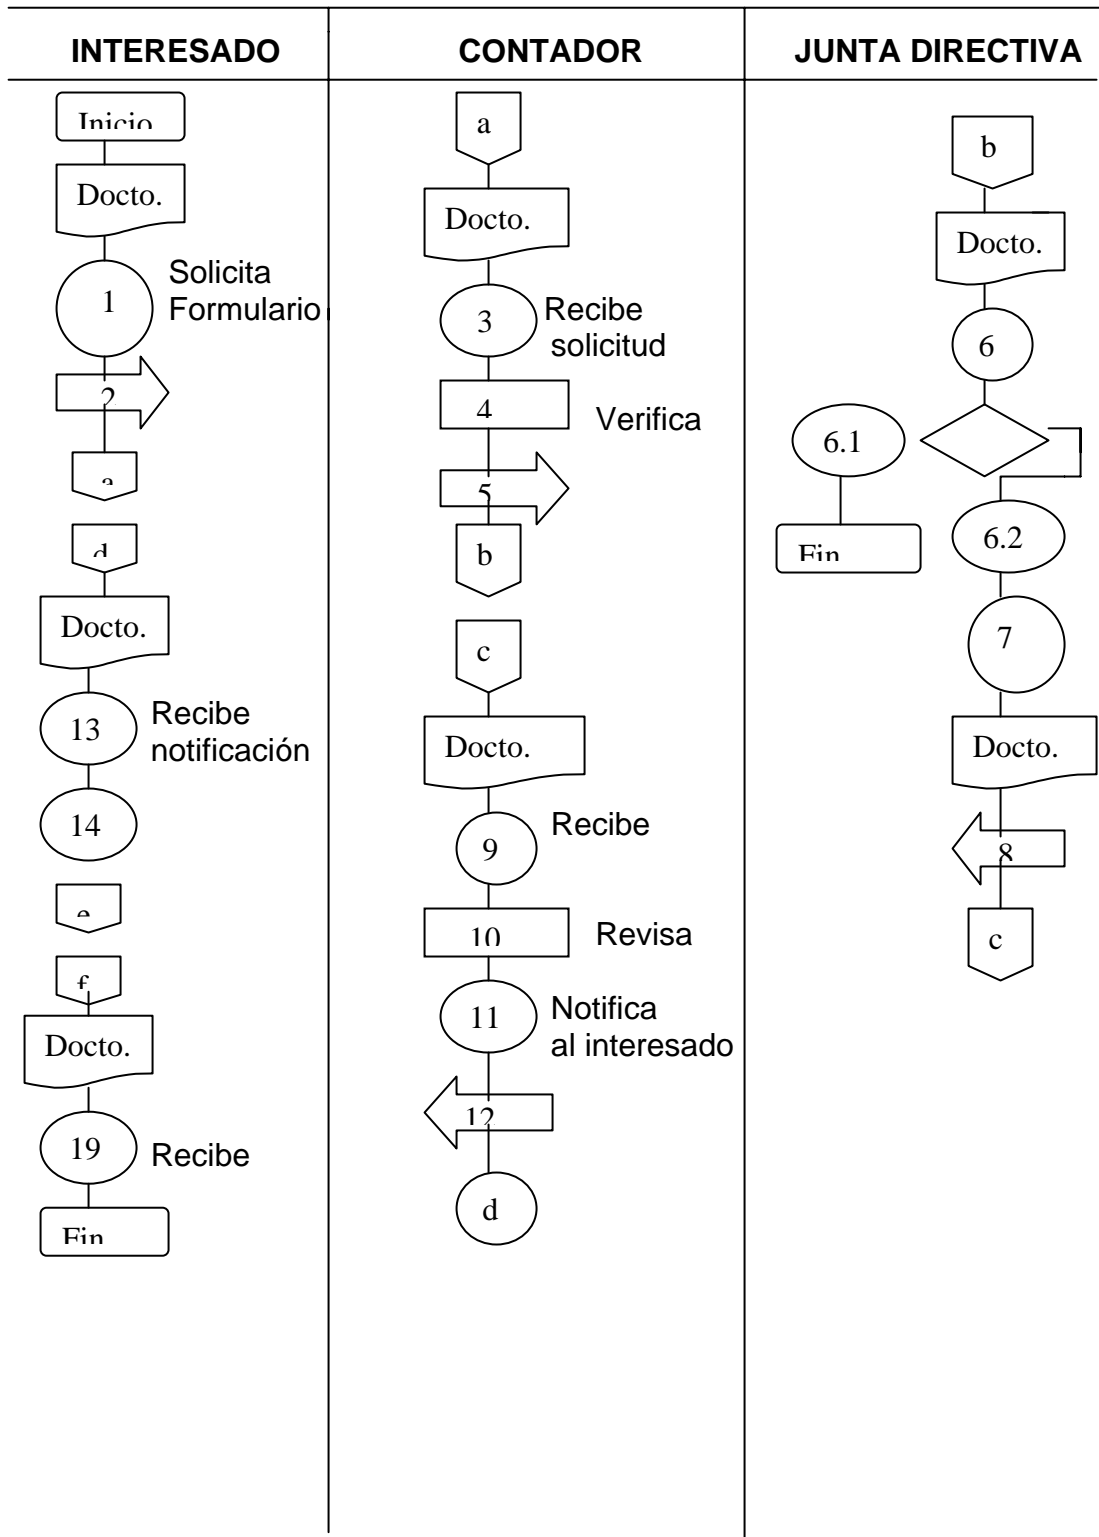 INTERESADO
CONTADOR
JUNTA DIRECTIVA
Inicio
Docto.
1
Solicita
Formulario
2
a
d
Docto.
13
Recibe
notificación
14
e
f
Docto.
19
Recibe
Fin
a
Docto.
3
Recibe
solicitud
4
Verifica
5
b
c
Docto.
9
Recibe
10
Revisa
11
Notifica
al interesado
12
d
b
Docto.
6
6.1
Fin
6.2
7
Docto.
8
c